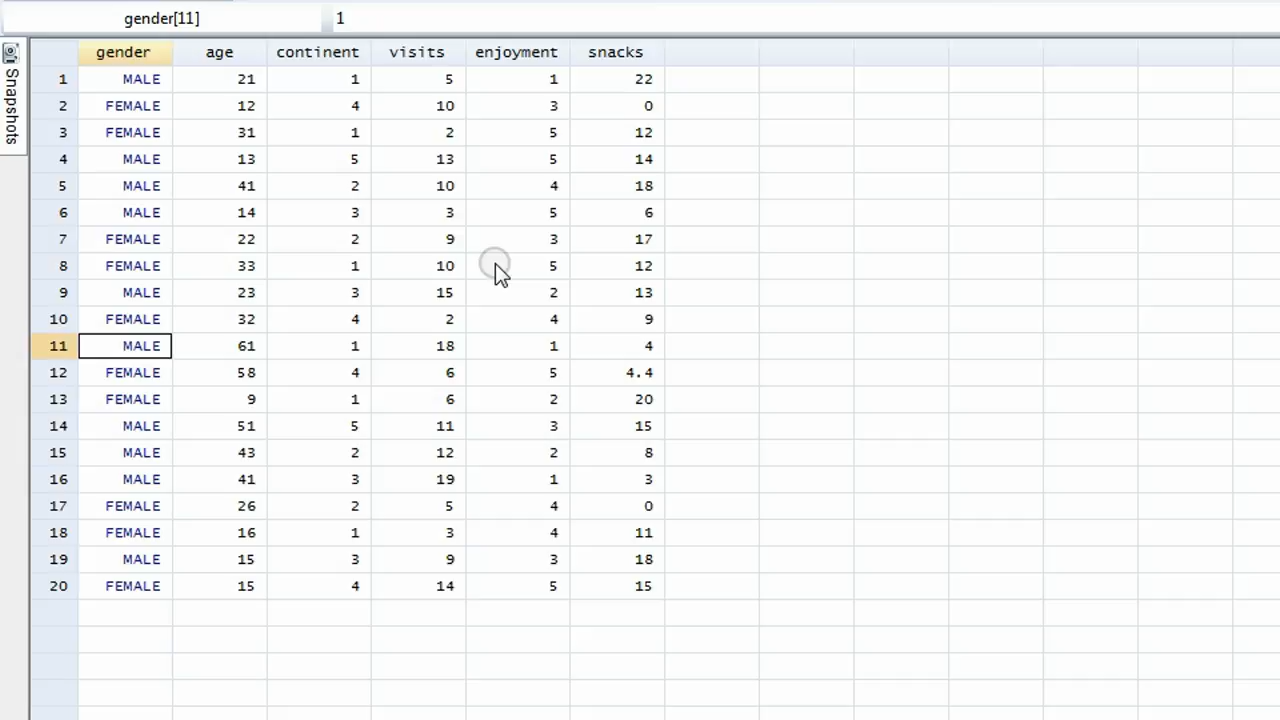 gender[11] 1
Snapshots
gender age continent visits enjoyment snacks
1 MALE 21 1 5 1 22
2 FEMALE 12 4 10 3 0
3 FEMALE 31 1 2 5 12
4 MALE 13 5 13 5 14
5 MALE 41 2 10 4 18
6 MALE 14 3 3 5 6
7 FEMALE 22 2 9 3 17
8 FEMALE 33 1 10 5 12
9 MALE 23 3 15 2 13
10 FEMALE 32 4 2 4 9
11 MALE 61 1 18 1 4
12 FEMALE 58 4 6 5 4.4
13 FEMALE 9 1 6 2 20
14 MALE 51 5 11 3 15
15 MALE 43 2 12 2 8
16 MALE 41 3 19 1 3
17 FEMALE 26 2 5 4 0
18 FEMALE 16 1 3 4 11
19 MALE 15 3 9 3 18
20 FEMALE 15 4 14 5 15